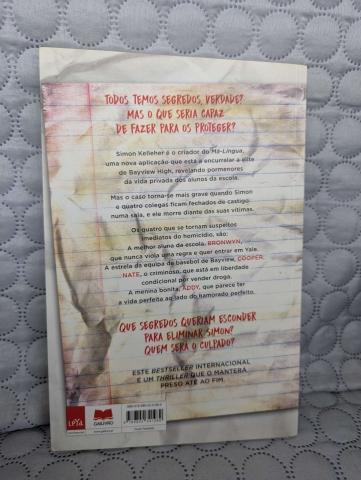 TODOS TEMOS SEGREDOS, VERDADE?
MAS O QUE SERIA CAPAZ
DE FAZER PARA OS PROTEGER?
Simon Kelleher é o criador do Má-Língua,
uma nova aplicação que está a encurralar a elite
de Bayview High, revelando pormenores
da vida privada dos alunos da escola.
Mas o caso torna-se mais grave quando Simon
e quatro colegas ficam fechados de castigo
numa sala, e ele morre diante das suas vítimas.
Os quatro que se tornam suspeitos
imediatos do homicídio, são:
A melhor aluna da escola, BRONWYN,
que nunca violou uma regra e quer entrar em Yale.
A estrela da equipa de basebol de Bayview, COOPER.
NATE, o criminoso, que está em liberdade
condicional por vender droga.
A menina bonita, ADDY, que parece ter
a vida perfeita ao lado do namorado perfeito.
QUE SEGREDOS QUERIAM ESCONDER
PARA ELIMINAR SIMON?
QUEM SERÁ O CULPADO?
ESTE BESTSELLER INTERNACIONAL
É UM THRILLER QUE O MANTERÁ
PRESO ATÉ AO FIM.
LEYA
GAILIVRO